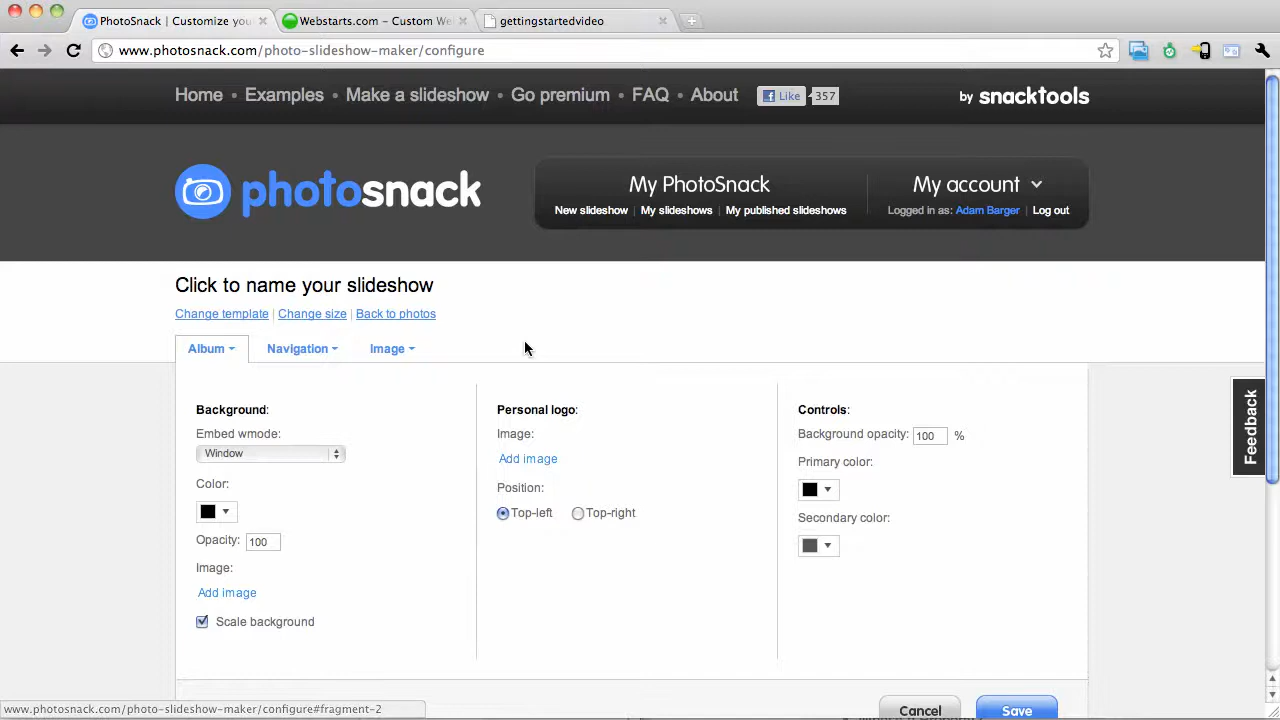 PhotoSnack | Customize you
Webstarts.com – Custom We
gettingstartedvideo
www.photosnack.com/photo-slideshow-maker/configure
Home • Examples • Make a slideshow • Go premium • FAQ • About
Like 357
by snacktools
photosnack
My PhotoSnack
New slideshow | My slideshows | My published slideshows
My account
Logged in as: Adam Barger | Log out
Click to name your slideshow
Change template | Change size | Back to photos
Album
Navigation
Image
Feedback
Background:
Embed wmode:
Window
Color:
Opacity: 100
Image:
Add image
Scale background
Personal logo:
Image:
Add image
Position:
Top-left
Top-right
Controls:
Background opacity: 100 %
Primary color:
Secondary color:
Cancel
Save
www.photosnack.com/photo-slideshow-maker/configure#fragment-2